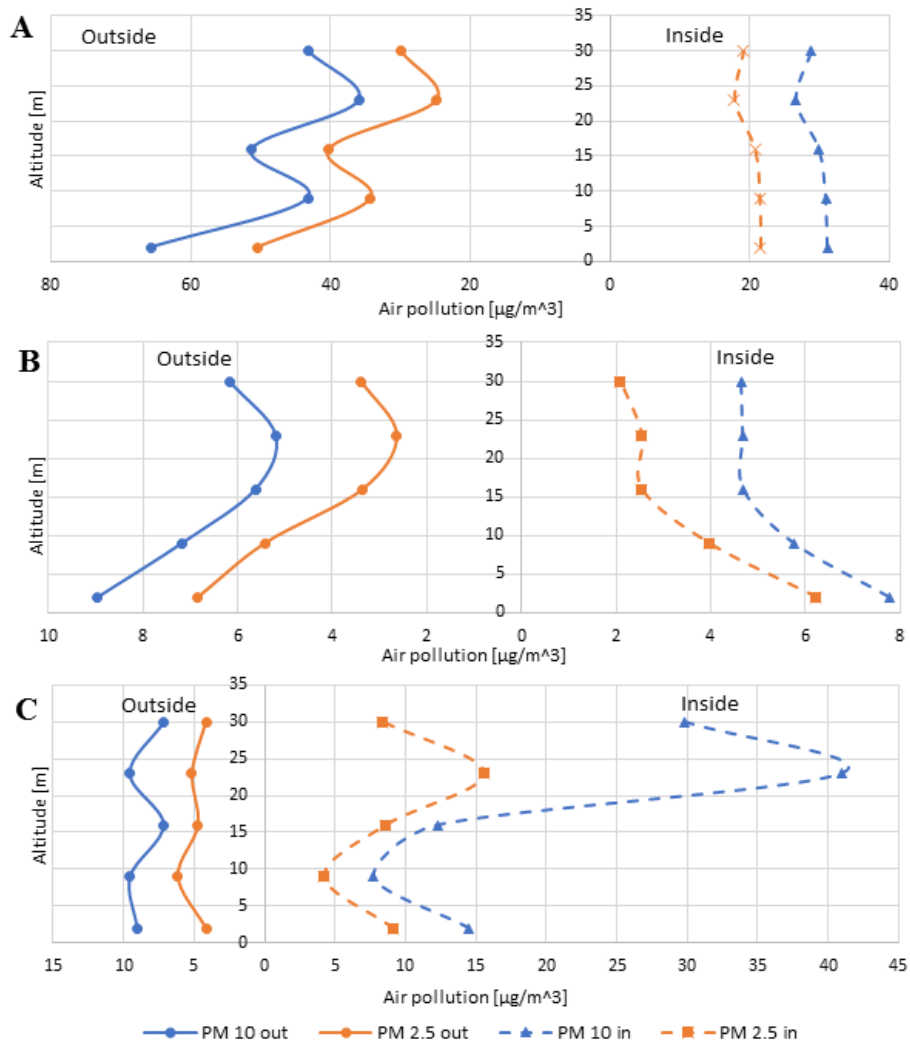 A
Outside
Inside
35
30
25
20
15
10
5
0
Altitude [m]
80
60
40
20
0
20
40
Air pollution [µg/m^3]
B
Outside
Inside
35
30
25
20
15
10
5
0
Altitude [m]
10
8
6
4
2
0
2
4
6
8
Air pollution [µg/m^3]
C
Outside
Inside
35
30
25
20
15
10
5
0
Altitude [m]
15
10
5
0
5
10
15
20
25
30
35
40
45
Air pollution [µg/m^3]
PM 10 out
PM 2.5 out
PM 10 in
PM 2.5 in